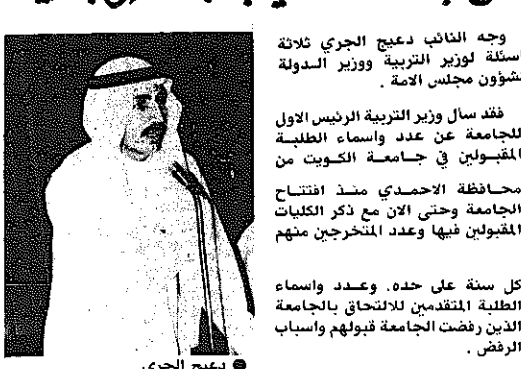 وجه النائب دعيج الجري ثلاثة
اسئلة لوزير التربية ووزير الدولة
لشؤون مجلس الامة .
فقد سال وزير التربية الرئيس الاول
للجامعة عن عدد واسماء الطلبة
المقبولين في جامعة الكويت من
محافظة الاحمدي منذ افتتاح
الجامعة وحتى الان مع ذكر الكليات
المقبولين فيها وعدد المتخرجين منهم
كل سنة على حده. وعدد واسماء
الطلبة المتقدمين للالتحاق بالجامعة
الذين رفضت الجامعة قبولهم واسباب
الرفض .
دعيج الجري